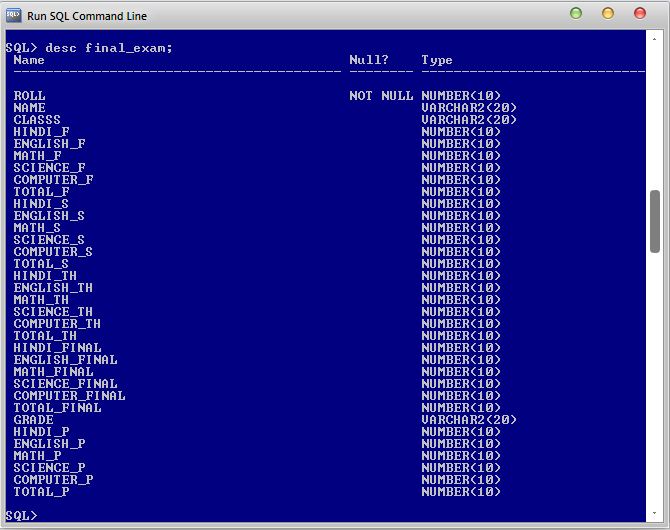 Run SQL Command Line
SQL> desc final_exam;
Name Null? Type
----------------------------------------- -------- ----------------------------
ROLL NOT NULL NUMBER(10)
NAME VARCHAR2(20)
CLASSS VARCHAR2(20)
HINDI_F NUMBER(10)
ENGLISH_F NUMBER(10)
MATH_F NUMBER(10)
SCIENCE_F NUMBER(10)
COMPUTER_F NUMBER(10)
TOTAL_F NUMBER(10)
HINDI_S NUMBER(10)
ENGLISH_S NUMBER(10)
MATH_S NUMBER(10)
SCIENCE_S NUMBER(10)
COMPUTER_S NUMBER(10)
TOTAL_S NUMBER(10)
HINDI_TH NUMBER(10)
ENGLISH_TH NUMBER(10)
MATH_TH NUMBER(10)
SCIENCE_TH NUMBER(10)
COMPUTER_TH NUMBER(10)
TOTAL_TH NUMBER(10)
HINDI_FINAL NUMBER(10)
ENGLISH_FINAL NUMBER(10)
MATH_FINAL NUMBER(10)
SCIENCE_FINAL NUMBER(10)
COMPUTER_FINAL NUMBER(10)
TOTAL_FINAL NUMBER(10)
GRADE VARCHAR2(20)
HINDI_P NUMBER(10)
ENGLISH_P NUMBER(10)
MATH_P NUMBER(10)
SCIENCE_P NUMBER(10)
COMPUTER_P NUMBER(10)
TOTAL_P NUMBER(10)
SQL>